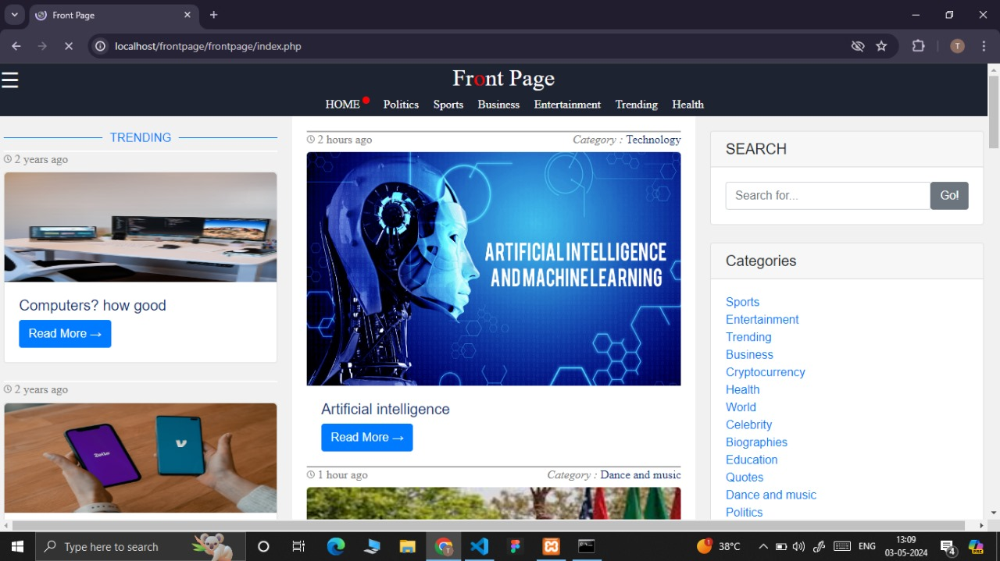 Front Page
localhost/frontpage/frontpage/index.php
T
Front Page
HOME Politics Sports Business Entertainment Trending Health
TRENDING
2 years ago
Computers? how good
Read More →
2 years ago
Zelle
2 hours ago
Category : Technology
ARTIFICIAL INTELLIGENCE
AND MACHINE LEARNING
Artificial intelligence
Read More →
1 hour ago
Category : Dance and music
SEARCH
Search for...
Go!
Categories
Sports
Entertainment
Trending
Business
Cryptocurrency
Health
World
Celebrity
Biographies
Education
Quotes
Dance and music
Politics
Type here to search
1
38°C
ENG
13:09
03-05-2024
4
PRE